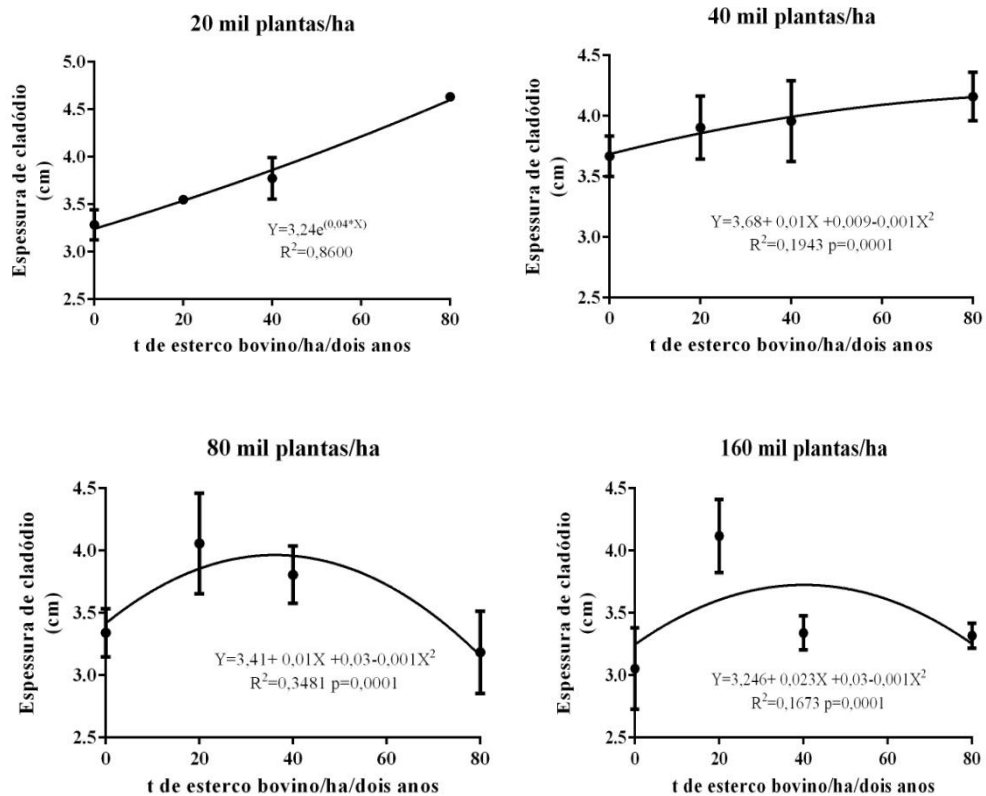 20 mil plantas/ha
Espessura de cladódio
(cm)
5.0
4.5
4.0
3.5
3.0
2.5
Y=3,24e(0,04*X)
R2=0,8600
0 20 40 60 80
t de esterco bovino/ha/dois anos
40 mil plantas/ha
Espessura de cladódio
(cm)
4.5
4.0
3.5
3.0
2.5
Y=3,68+ 0,01X +0,009-0,001X2
R2=0,1943 p=0,0001
0 20 40 60 80
t de esterco bovino/ha/dois anos
80 mil plantas/ha
Espessura de cladódio
(cm)
4.5
4.0
3.5
3.0
2.5
Y=3,41+ 0,01X +0,03-0,001X2
R2=0,3481 p=0,0001
0 20 40 60 80
t de esterco bovino/ha/dois anos
160 mil plantas/ha
Espessura de cladódio
(cm)
4.5
4.0
3.5
3.0
2.5
Y=3,246+ 0,023X +0,03-0,001X2
R2=0,1673 p=0,0001
0 20 40 60 80
t de esterco bovino/ha/dois anos